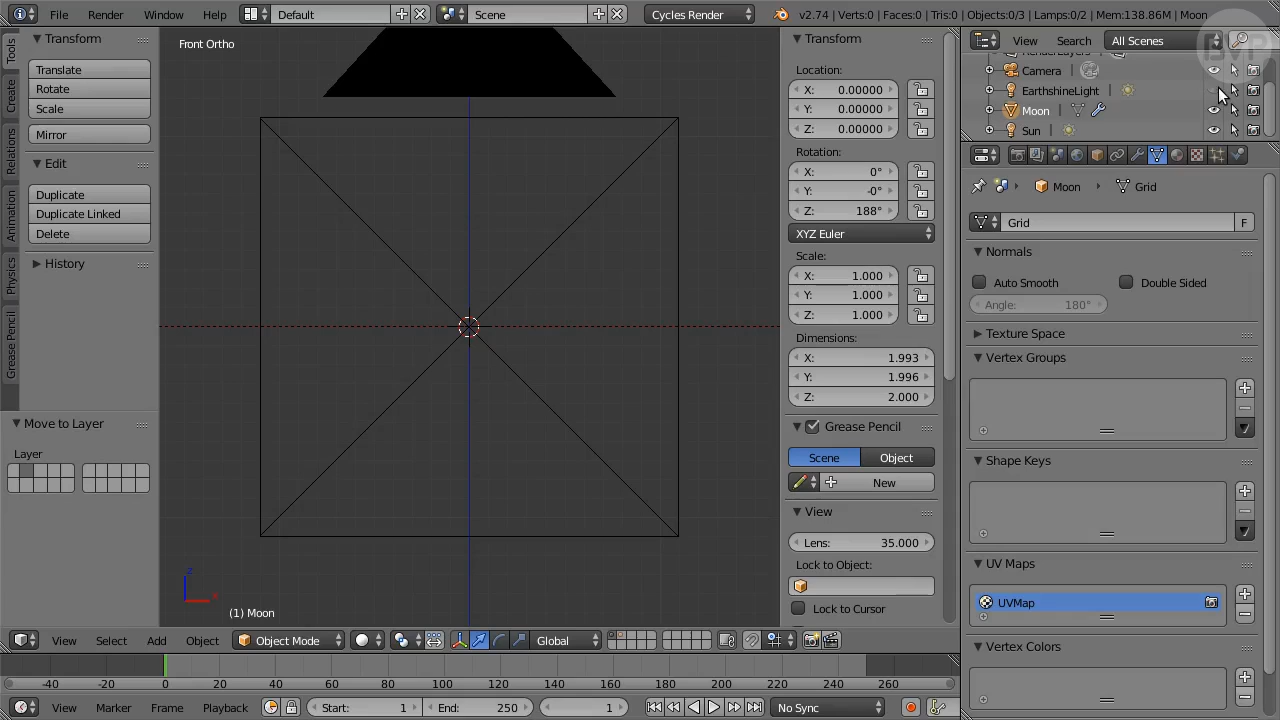 File Render Window Help Default Scene Cycles Render v2.74 | Verts:0 | Faces:0 | Tris:0 | Objects:0/3 | Lamps:0/2 | Mem:138.86M | Moon
Tools
Create
Relations
Animation
Physics
Grease Pencil
Transform
Translate
Rotate
Scale
Mirror
Edit
Duplicate
Duplicate Linked
Delete
History
Move to Layer
Layer
Front Ortho
z
x
(1) Moon
Transform
Location:
X: 0.00000
Y: 0.00000
Z: 0.00000
Rotation:
X: 0°
Y: -0°
Z: 188°
XYZ Euler
Scale:
X: 1.000
Y: 1.000
Z: 1.000
Dimensions:
X: 1.993
Y: 1.996
Z: 2.000
Grease Pencil
Scene Object
New
View
Lens: 35.000
Lock to Object:
Lock to Cursor
View Search All Scenes
BVP
RenderLayers
Camera
EarthshineLight
Moon
Sun
Moon Grid
Grid F
Normals
Auto Smooth Double Sided
Angle: 180°
Texture Space
Vertex Groups
Shape Keys
UV Maps
UVMap
Vertex Colors
View Select Add Object Object Mode Global
-40 -20 0 20 40 60 80 100 120 140 160 180 200 220 240 260
View Marker Frame Playback Start: 1 End: 250 1 No Sync